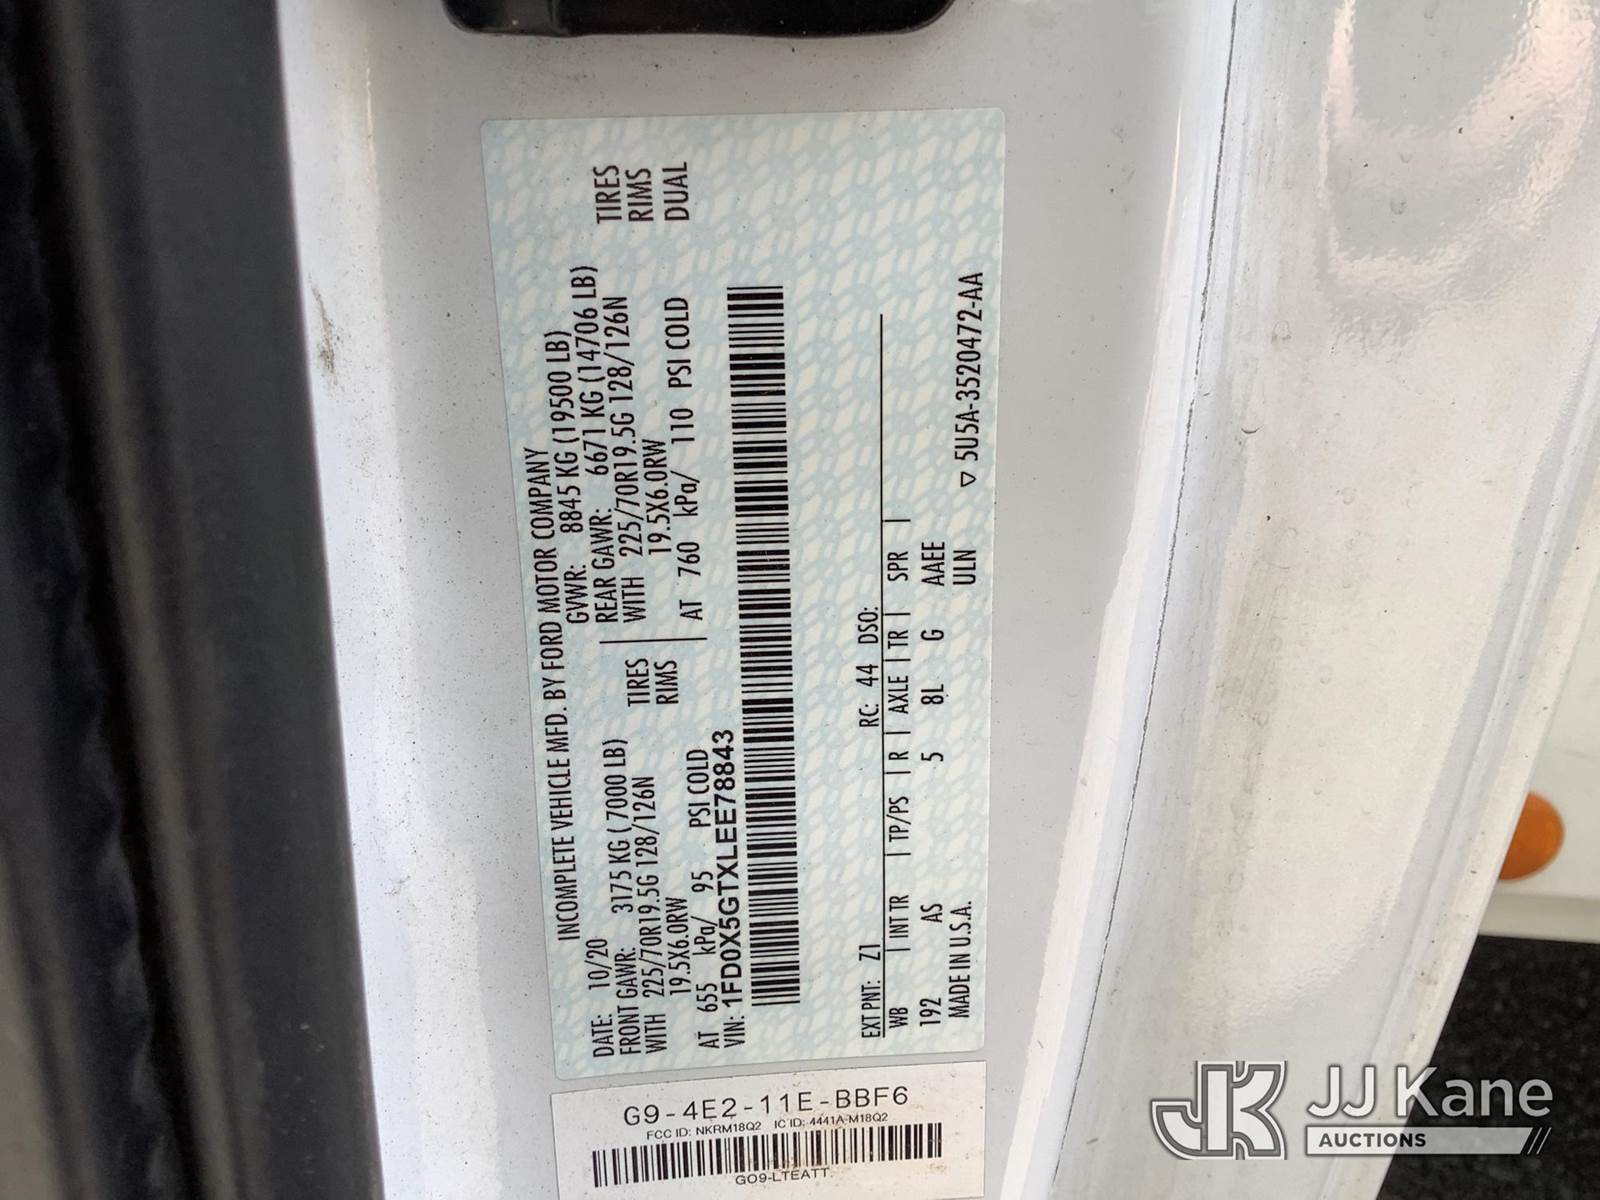 INCOMPLETE VEHICLE MFD. BY FORD MOTOR COMPANY
DATE: 10/20 GVWR: 8845 KG (19500 LB)
FRONT GAWR: 3175 KG ( 7000 LB) REAR GAWR: 6671 KG (14706 LB)
WITH 225/70R19.5G 128/126N TIRES WITH 225/70R19.5G 128/126N TIRES
19.5X6.0RW RIMS 19.5X6.0RW RIMS
AT 655 kPa/ 95 PSI COLD AT 760 kPa/ 110 PSI COLD DUAL
VIN: 1FD0X5GTXLEE78843
EXT PNT: Z1 RC: 44 DSO:
WB | INT TR | TP/PS | R | AXLE | TR | SPR |
192 AS 5 8L G AAEE
MADE IN U.S.A. ULN
▽ 5U5A-3520472-AA
G9-4E2-11E-BBF6
FCC ID: NKRM18Q2 IC ID: 4441A-M18Q2
GO9-LTEATT
JJ Kane
AUCTIONS